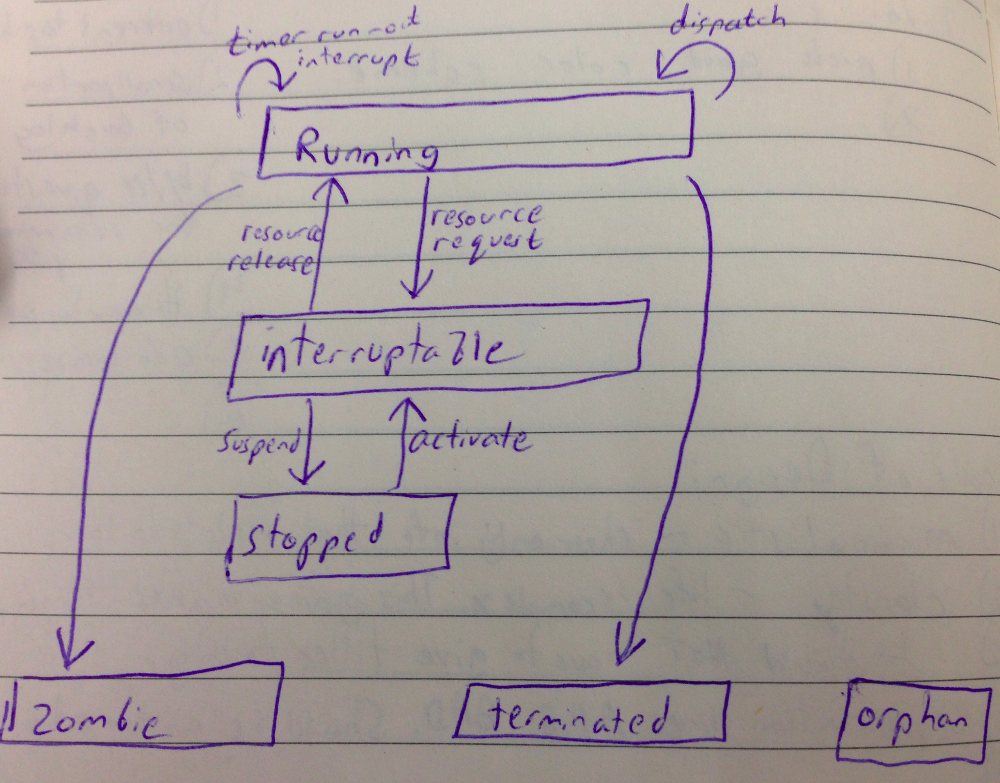 timer run-out
interrupt
dispatch
Running
resource
release
resource
request
interruptable
suspend
activate
stopped
zombie
terminated
orphan